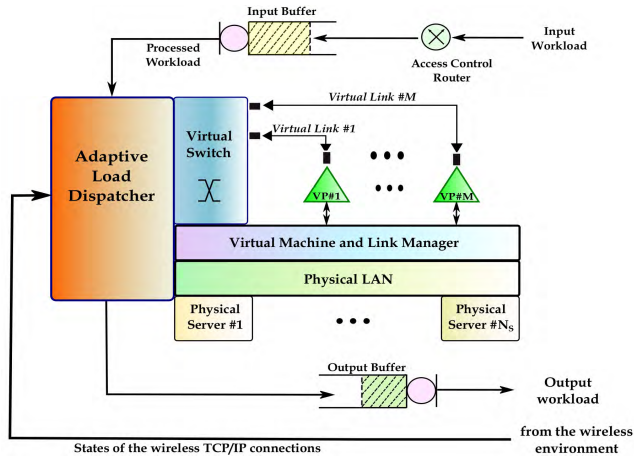 Input Buffer
Input
Workload
Access Control
Router
Processed
Workload
Adaptive
Load
Dispatcher
Virtual
Switch
Virtual Link #M
Virtual Link #1
VP#1
VP#M
Virtual Machine and Link Manager
Physical LAN
Physical
Server #1
Physical
Server #Ns
Output Buffer
Output
workload
from the wireless
environment
States of the wireless TCP/IP connections